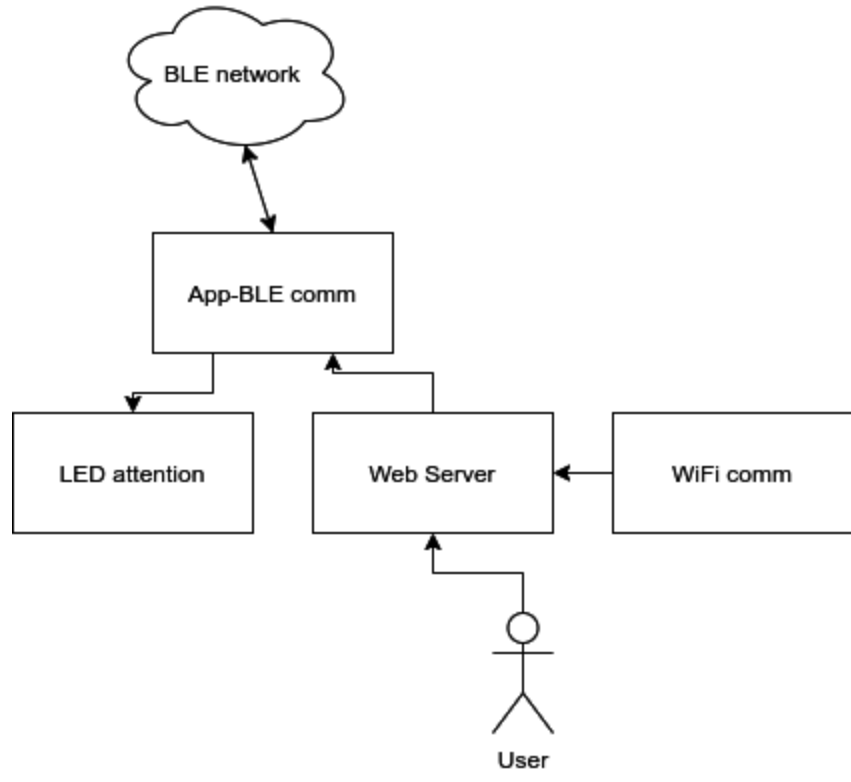 BLE network
App-BLE comm
LED attention
Web Server
WiFi comm
User